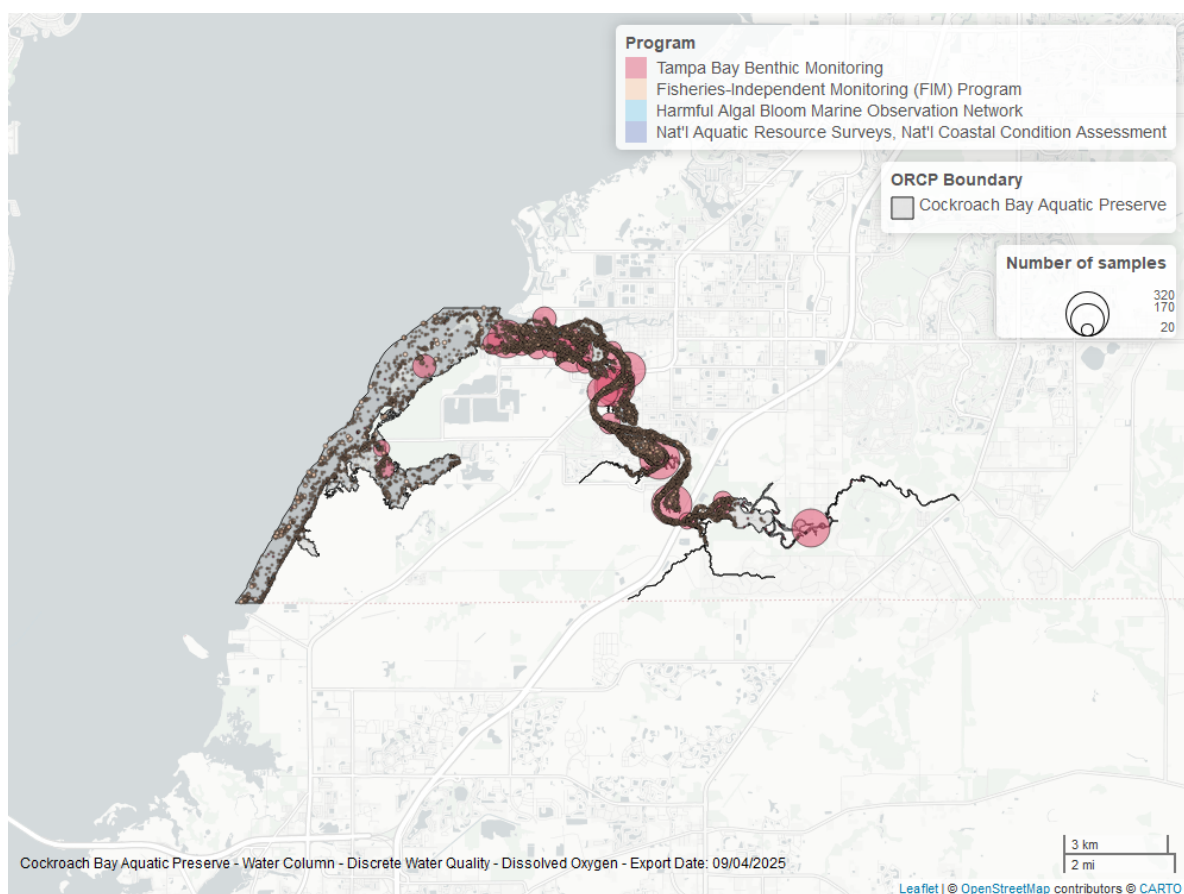 Program
Tampa Bay Benthic Monitoring
Fisheries-Independent Monitoring (FIM) Program
Harmful Algal Bloom Marine Observation Network
Nat'l Aquatic Resource Surveys, Nat'l Coastal Condition Assessment
ORCP Boundary
Cockroach Bay Aquatic Preserve
Number of samples
320
170
20
3 km
2 mi
Cockroach Bay Aquatic Preserve - Water Column - Discrete Water Quality - Dissolved Oxygen - Export Date: 09/04/2025
Leaflet | © OpenStreetMap contributors © CARTO